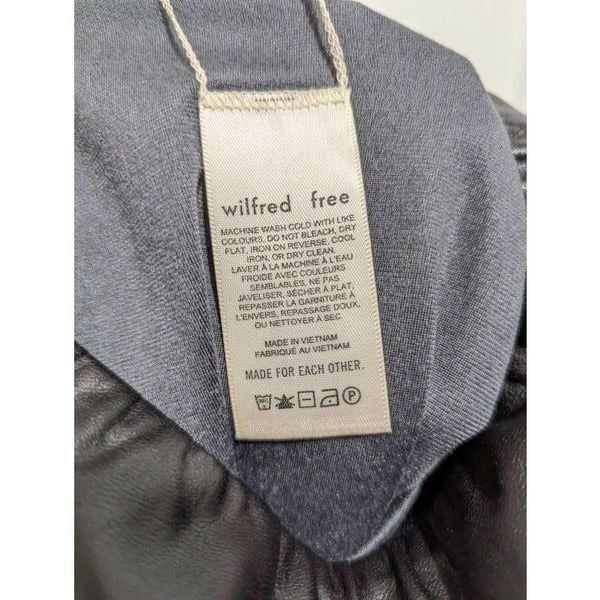 wilfred free
MACHINE WASH COLD WITH LIKE
COLOURS, DO NOT BLEACH, DRY
FLAT, IRON ON REVERSE, COOL
IRON, OR DRY CLEAN.
LAVER À LA MACHINE À L'EAU
FROIDE AVEC COULEURS
SEMBLABLES, NE PAS
JAVELISER, SÉCHER À PLAT,
REPASSER LA GARNITURE À
L'ENVERS, REPASSAGE DOUX,
OU NETTOYER À SEC
MADE IN VIETNAM
FABRIQUÉ AU VIETNAM
MADE FOR EACH OTHER.
P